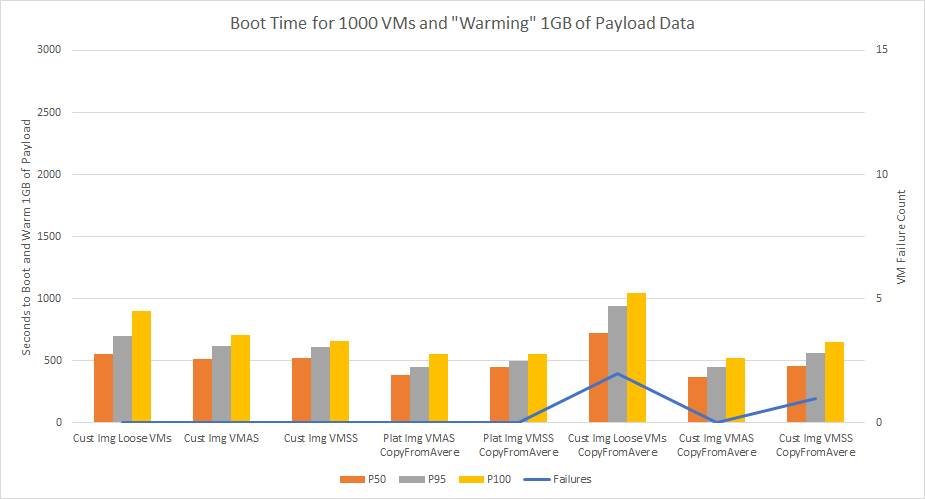 Boot Time for 1000 VMs and "Warming" 1GB of Payload Data
Seconds to Boot and Warm 1GB of Payload
3000
2500
2000
1500
1000
500
0
15
10
5
0
VM Failure Count
Cust Img Loose VMs
Cust Img VMAS
Cust Img VMSS
Plat Img VMAS
CopyFromAvere
Plat Img VMSS
CopyFromAvere
Cust Img Loose VMs
CopyFromAvere
Cust Img VMAS
CopyFromAvere
Cust Img VMSS
CopyFromAvere
P50
P95
P100
Failures